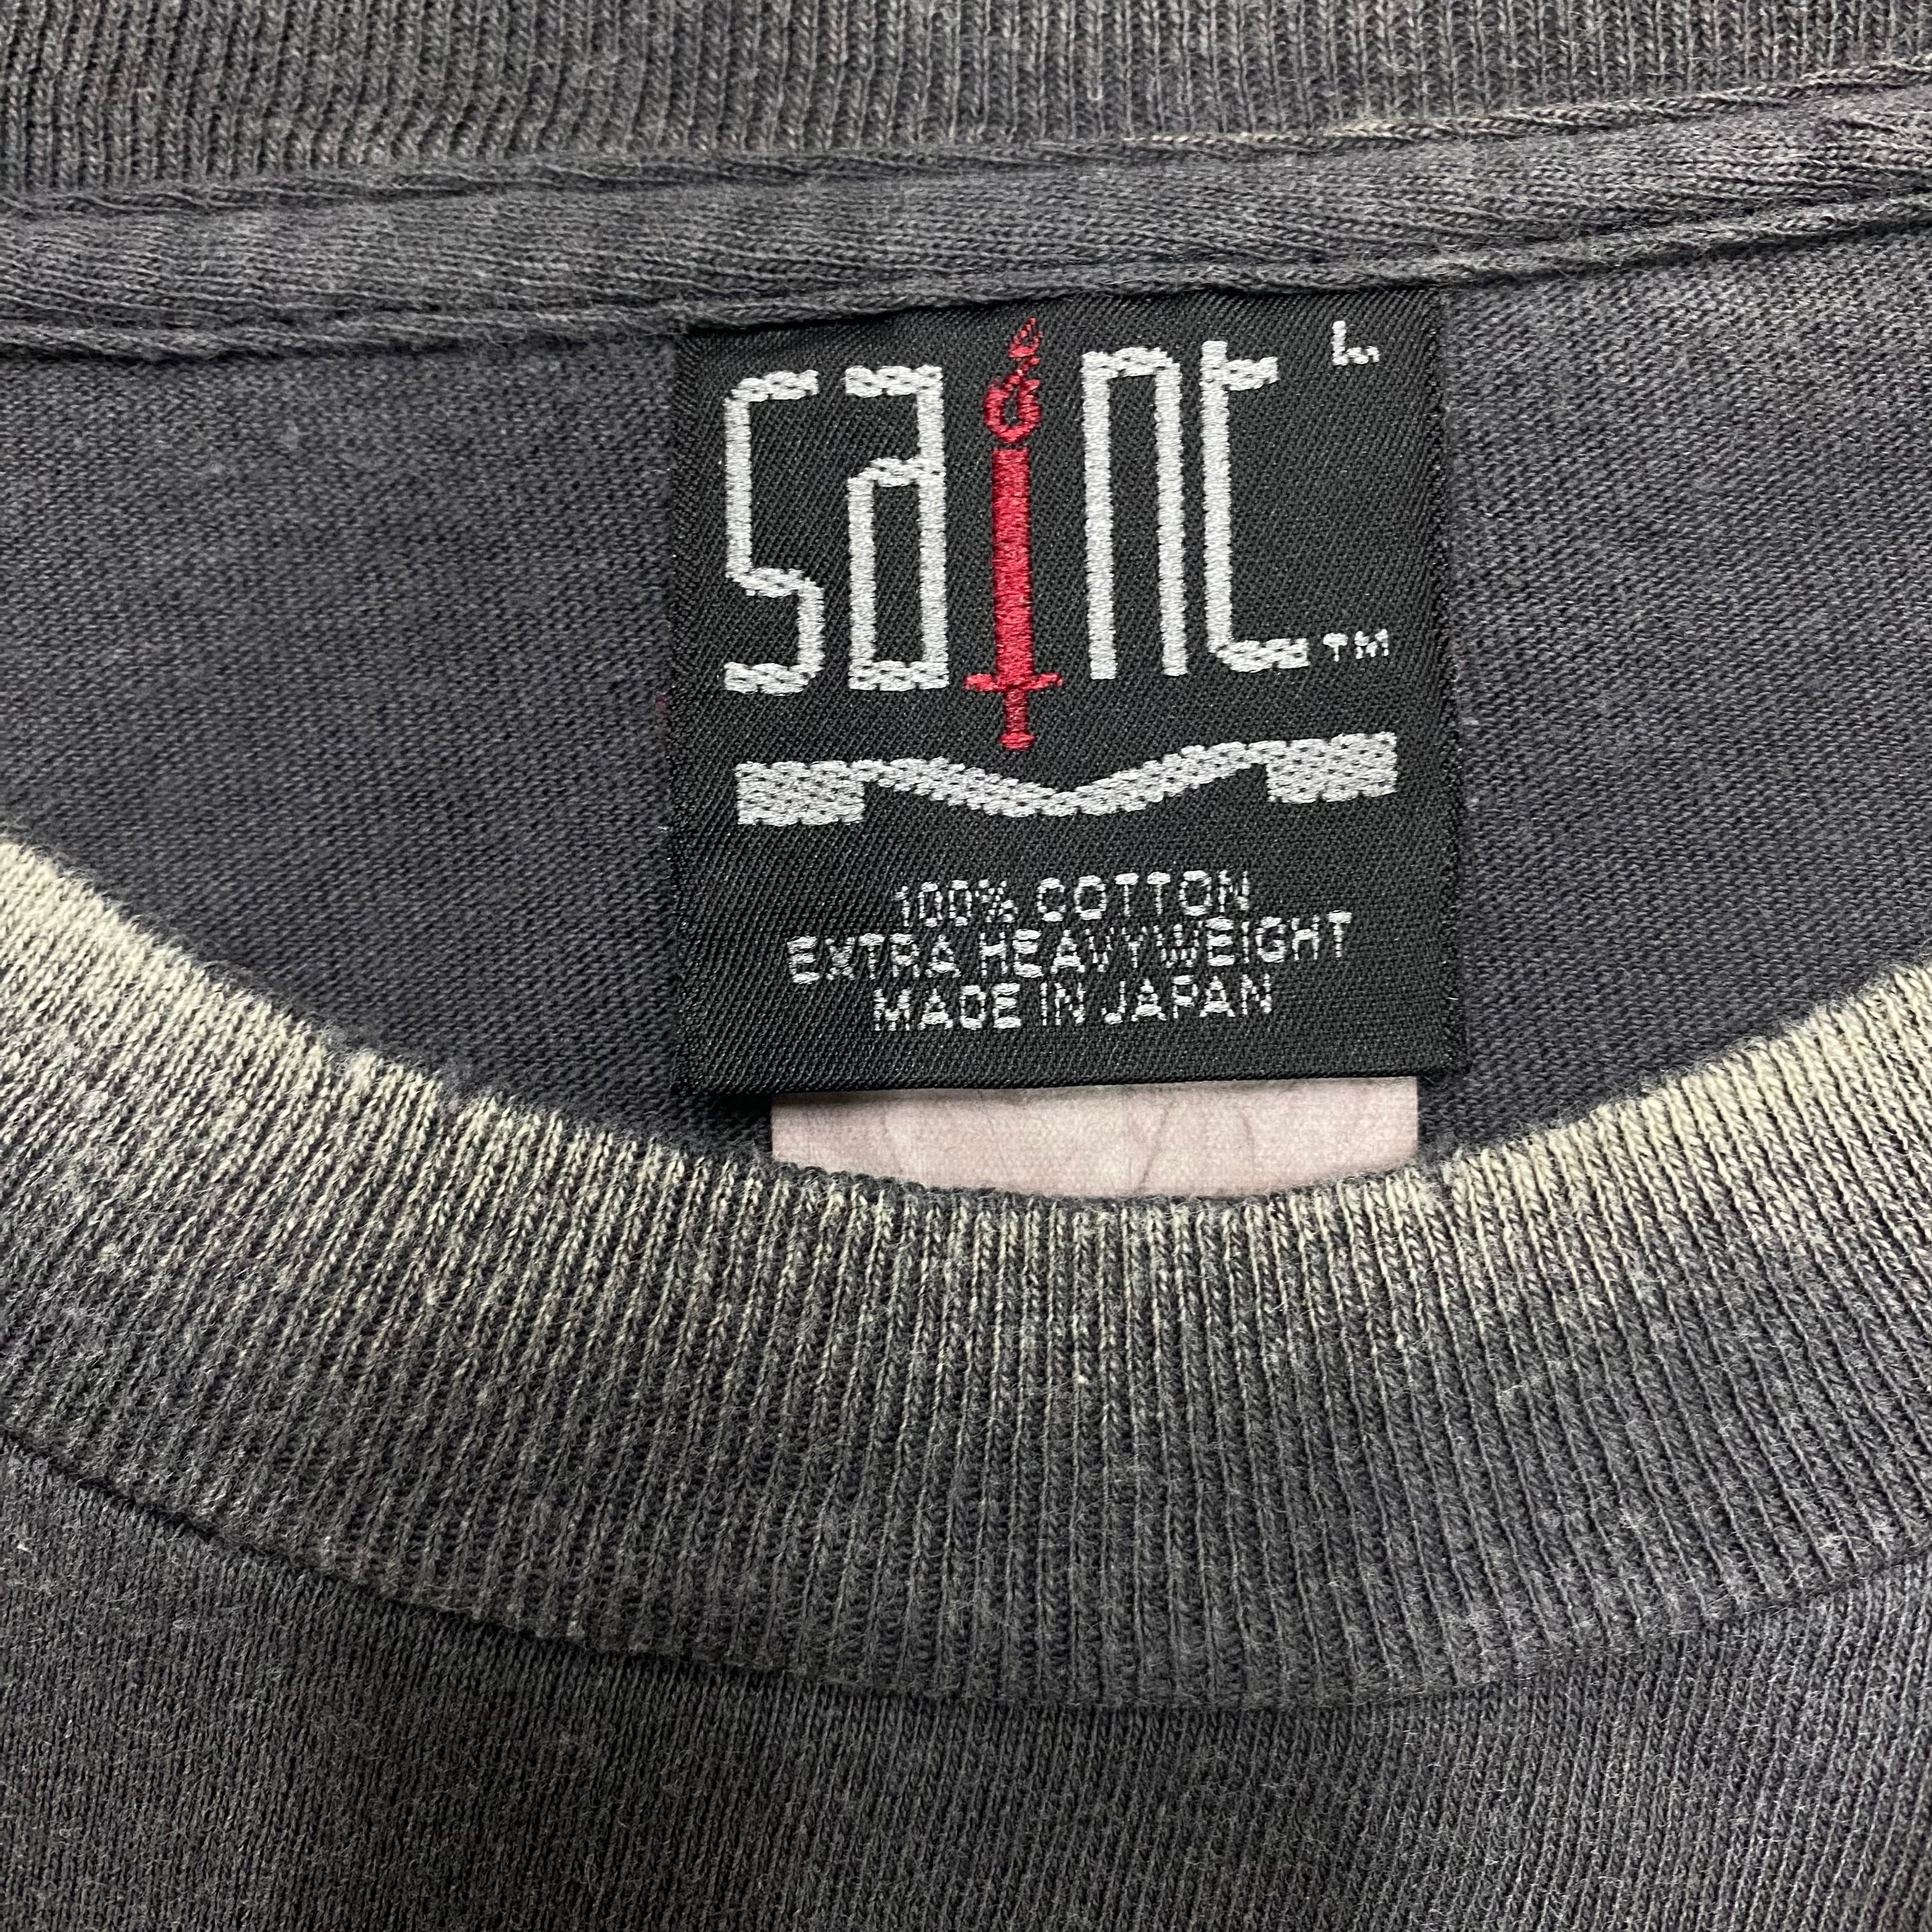 saint L
TM
100% COTTON
EXTRA HEAVYWEIGHT
MADE IN JAPAN